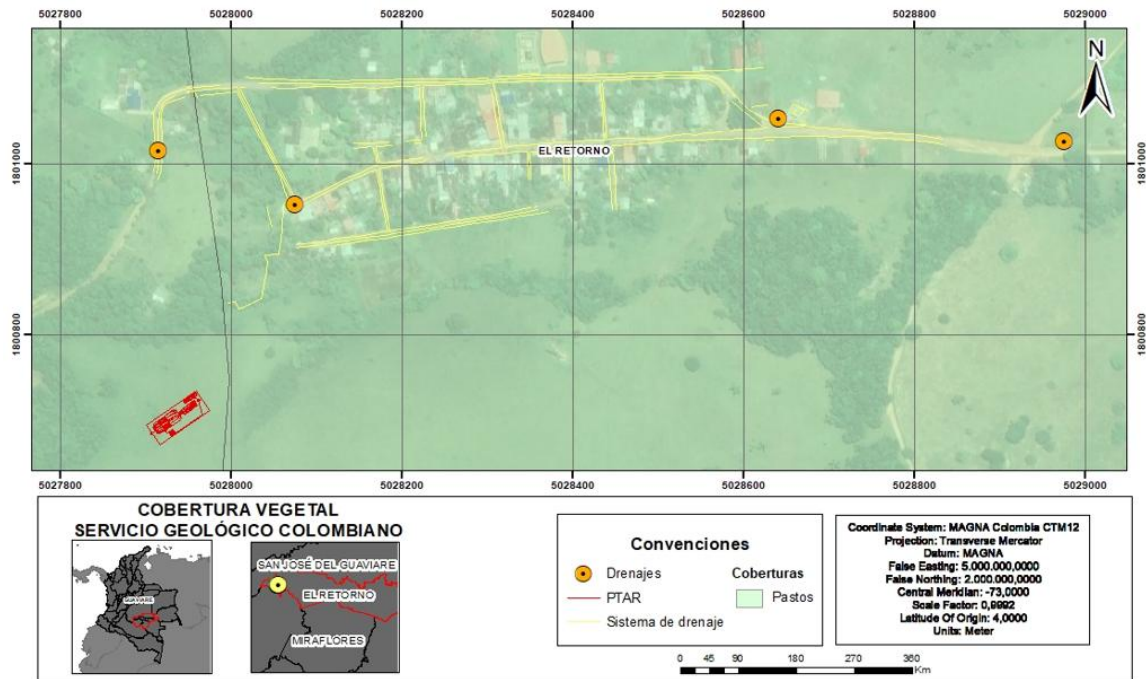 5027800 5028000 5028200 5028400 5028600 5028800 5029000
N
1801000 EL RETORNO 1801000
1800800 1800800
5027800 5028000 5028200 5028400 5028600 5028800 5029000
COBERTURA VEGETAL
SERVICIO GEOLÓGICO COLOMBIANO
GUAVIARE
SAN JOSÉ DEL GUAVIARE
EL RETORNO
MIRAFLORES
Convenciones
Drenajes
PTAR
Sistema de drenaje
Coberturas
Pastos
Coordinate System: MAGNA Colombia CTM12
Projection: Transverse Mercator
Datum: MAGNA
False Easting: 5.000.000,0000
False Northing: 2.000.000,0000
Central Meridian: -73,0000
Scale Factor: 0,9992
Latitude Of Origin: 4,0000
Units: Meter
0 45 90 180 270 360
Km